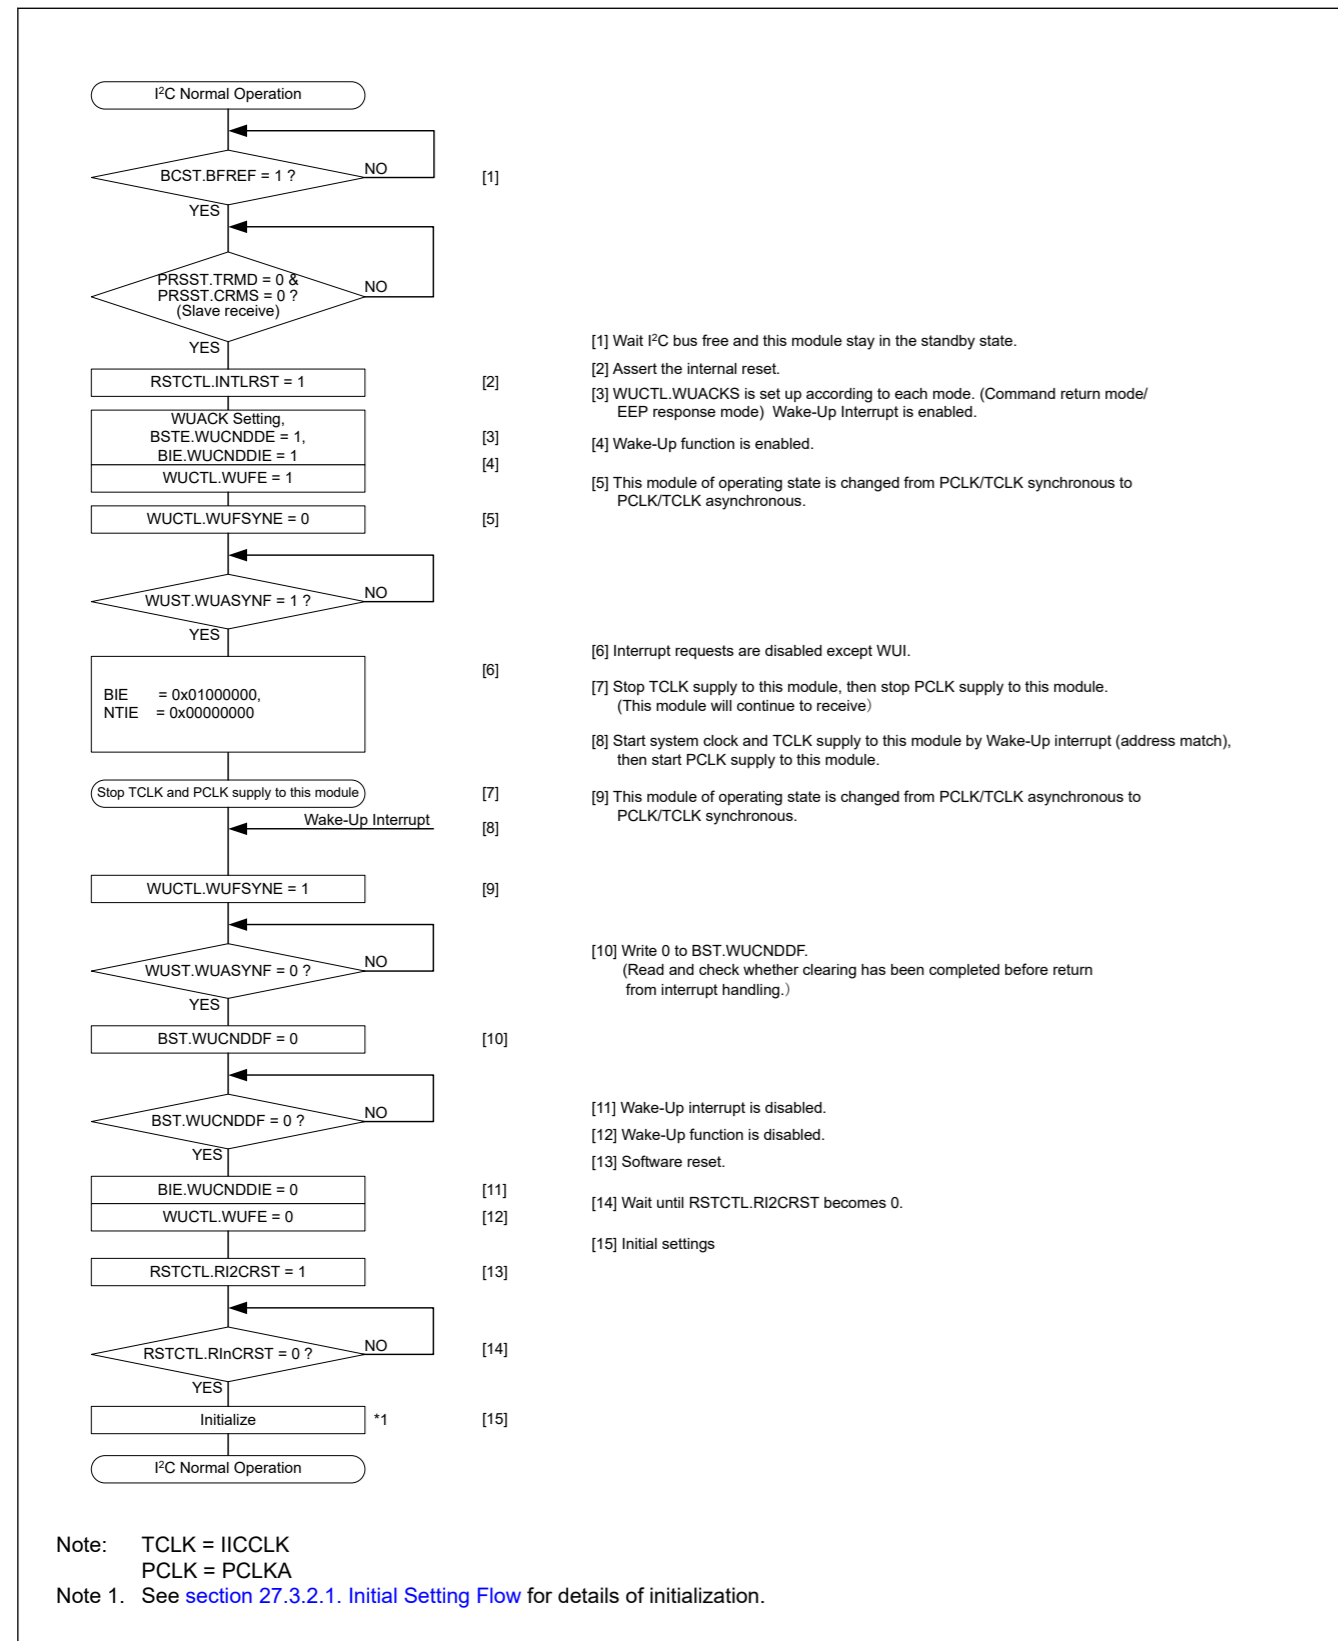 I²C Normal Operation
BCST.BFREF = 1 ?
NO
[1]
YES
PRSST.TRMD = 0 &
PRSST.CRMS = 0 ?
(Slave receive)
NO
YES
[1] Wait I²C bus free and this module stay in the standby state.
RSTCTL.INTLRST = 1
[2]
[2] Assert the internal reset.
WUACK Setting,
BSTE.WUCNDDE = 1,
BIE.WUCNDDIE = 1
[3]
[3] WUCTL.WUACKS is set up according to each mode. (Command return mode/
EEP response mode) Wake-Up Interrupt is enabled.
WUCTL.WUFE = 1
[4]
[4] Wake-Up function is enabled.
WUCTL.WUFSYNE = 0
[5]
[5] This module of operating state is changed from PCLK/TCLK synchronous to
PCLK/TCLK asynchronous.
WUST.WUASYNF = 1 ?
NO
YES
BIE = 0x01000000,
NTIE = 0x00000000
[6]
[6] Interrupt requests are disabled except WUI.
[7] Stop TCLK supply to this module, then stop PCLK supply to this module.
(This module will continue to receive）
[8] Start system clock and TCLK supply to this module by Wake-Up interrupt (address match),
then start PCLK supply to this module.
Stop TCLK and PCLK supply to this module
[7]
[9] This module of operating state is changed from PCLK/TCLK asynchronous to
PCLK/TCLK synchronous.
Wake-Up Interrupt
[8]
WUCTL.WUFSYNE = 1
[9]
WUST.WUASYNF = 0 ?
NO
YES
[10] Write 0 to BST.WUCNDDF.
(Read and check whether clearing has been completed before return
from interrupt handling.）
BST.WUCNDDF = 0
[10]
BST.WUCNDDF = 0 ?
NO
YES
[11] Wake-Up interrupt is disabled.
[12] Wake-Up function is disabled.
[13] Software reset.
BIE.WUCNDDIE = 0
[11]
WUCTL.WUFE = 0
[12]
[14] Wait until RSTCTL.RI2CRST becomes 0.
[15] Initial settings
RSTCTL.RI2CRST = 1
[13]
RSTCTL.RInCRST = 0 ?
NO
[14]
YES
Initialize
*1
[15]
I²C Normal Operation
Note: TCLK = IICCLK
PCLK = PCLKA
Note 1. See section 27.3.2.1. Initial Setting Flow for details of initialization.